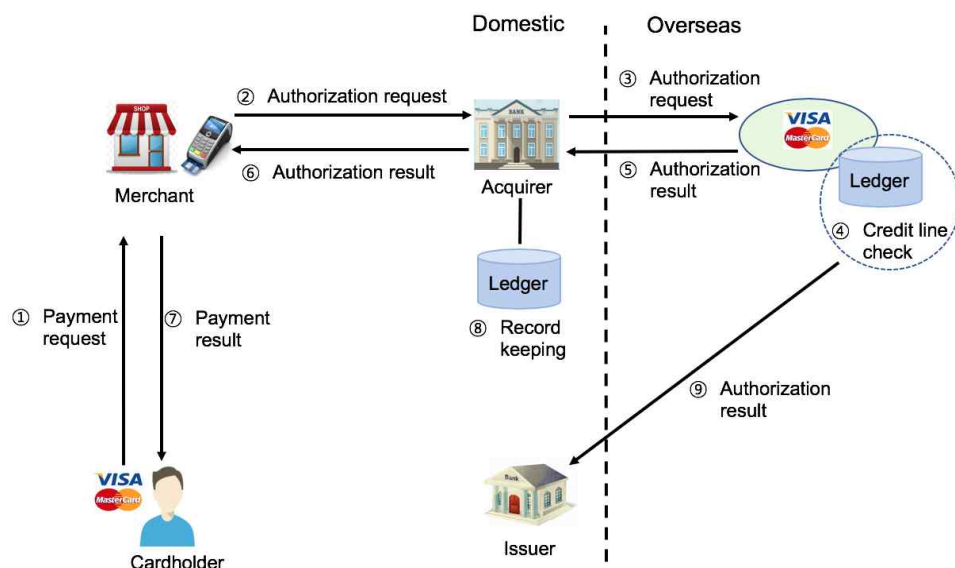 Domestic
Overseas
② Authorization request
③ Authorization
request
SHOP
BANK
VISA
MasterCard
⑥ Authorization result
⑤ Authorization
result
Merchant
Acquirer
Ledger
④ Credit line
check
Ledger
① Payment
request
⑦ Payment
result
⑧ Record
keeping
⑨ Authorization
result
VISA
MasterCard
Bank
Cardholder
Issuer